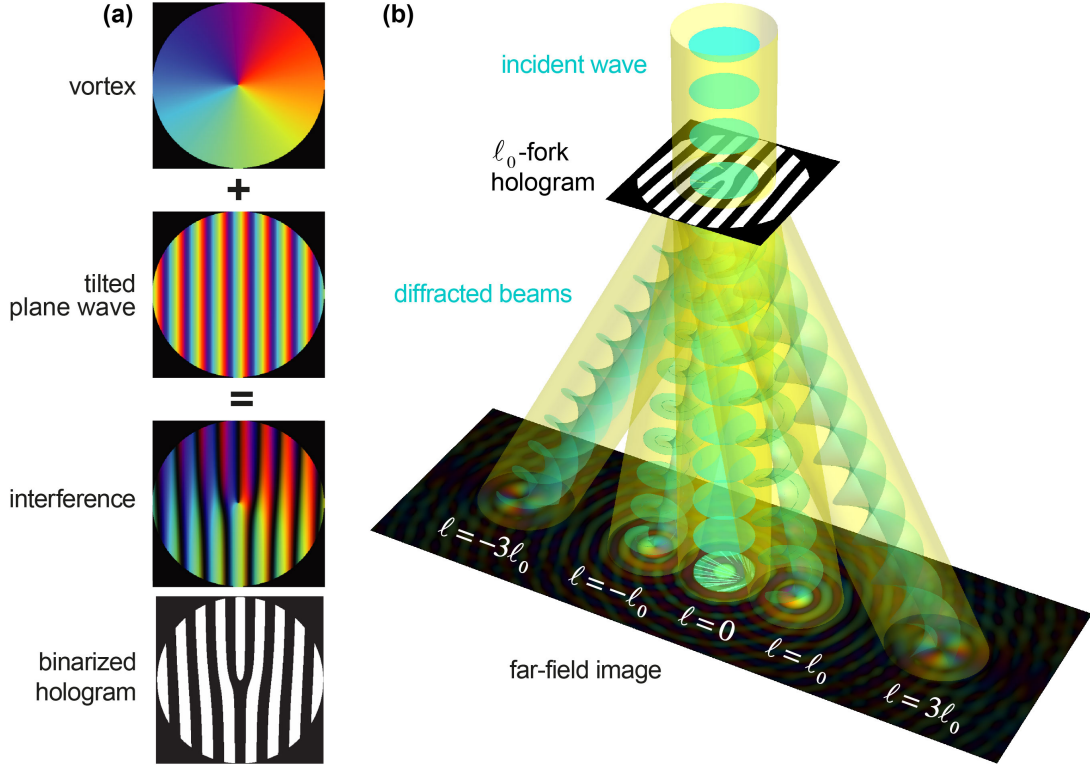 (a)
vortex
+
tilted
plane wave
=
interference
binarized
hologram
(b)
incident wave
ℓ₀-fork
hologram
diffracted beams
ℓ = −3ℓ₀
ℓ = −ℓ₀
ℓ = 0
ℓ = ℓ₀
ℓ = 3ℓ₀
far-field image